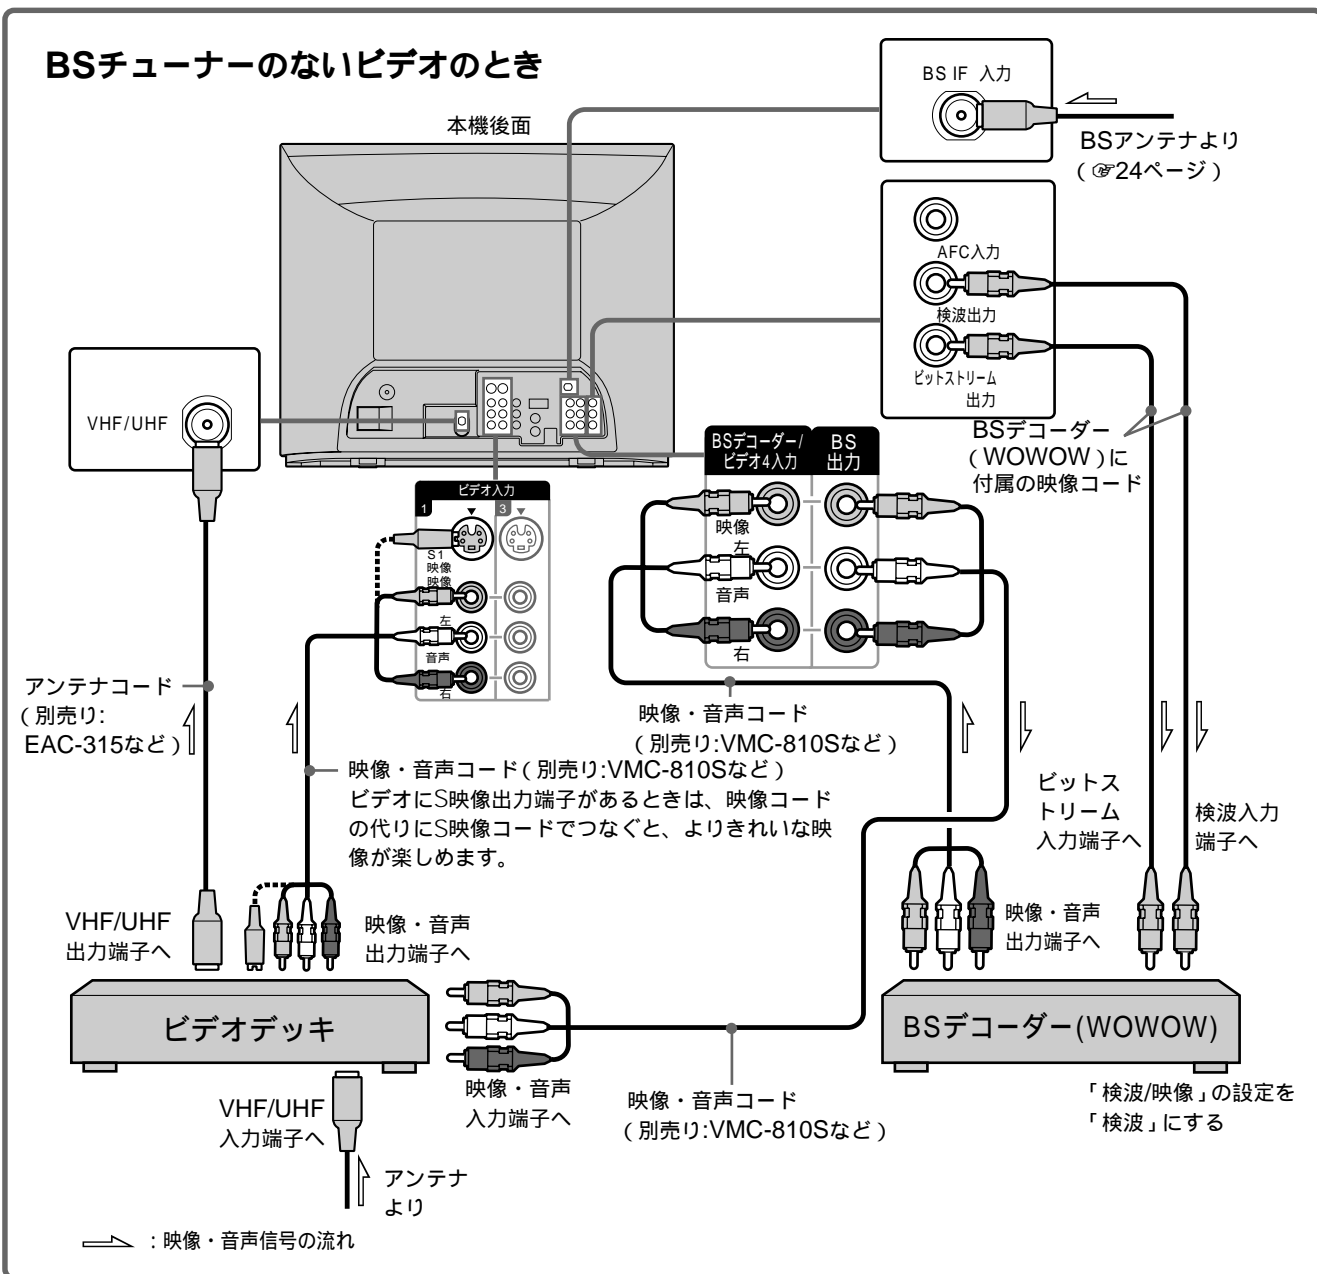 BSチューナーのないビデオのとき
本機後面
BS IF 入力
BSアンテナより
(☞24ページ)
AFC入力
検波出力
ビットストリーム
出力
BSデコーダー
(WOWOW)に
付属の映像コード
VHF/UHF
BSデコーダー/
ビデオ4入力
BS
出力
映像
左
音声
右
ビデオ入力
1
3
S1
映像
映像
左
音声
右
アンテナコード
(別売り:
EAC-315など)
映像・音声コード
(別売り:VMC-810Sなど)
映像・音声コード(別売り:VMC-810Sなど)
ビデオにS映像出力端子があるときは、映像コード
の代りにS映像コードでつなぐと、よりきれいな映
像が楽しめます。
ビットス
トリーム
入力端子へ
検波入力
端子へ
VHF/UHF
出力端子へ
映像・音声
出力端子へ
映像・音声
出力端子へ
ビデオデッキ
BSデコーダー(WOWOW)
映像・音声
入力端子へ
映像・音声コード
(別売り:VMC-810Sなど)
「検波/映像」の設定を
「検波」にする
VHF/UHF
入力端子へ
アンテナ
より
:映像・音声信号の流れ